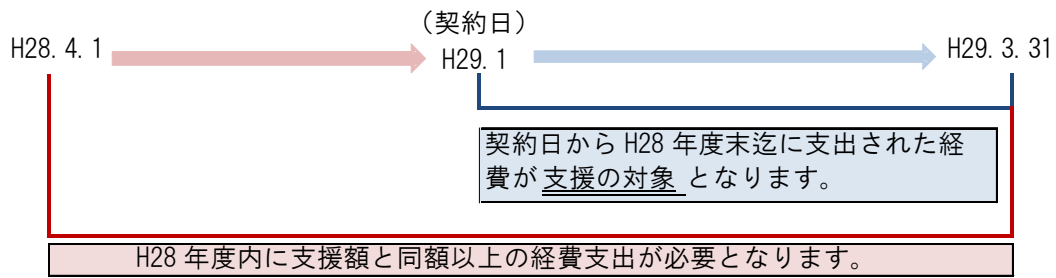 （契約日）
H28. 4. 1
H29. 1
H29. 3. 31
契約日から H28 年度末迄に支出された経
費が 支援の対象 となります。
H28 年度内に支援額と同額以上の経費支出が必要となります。